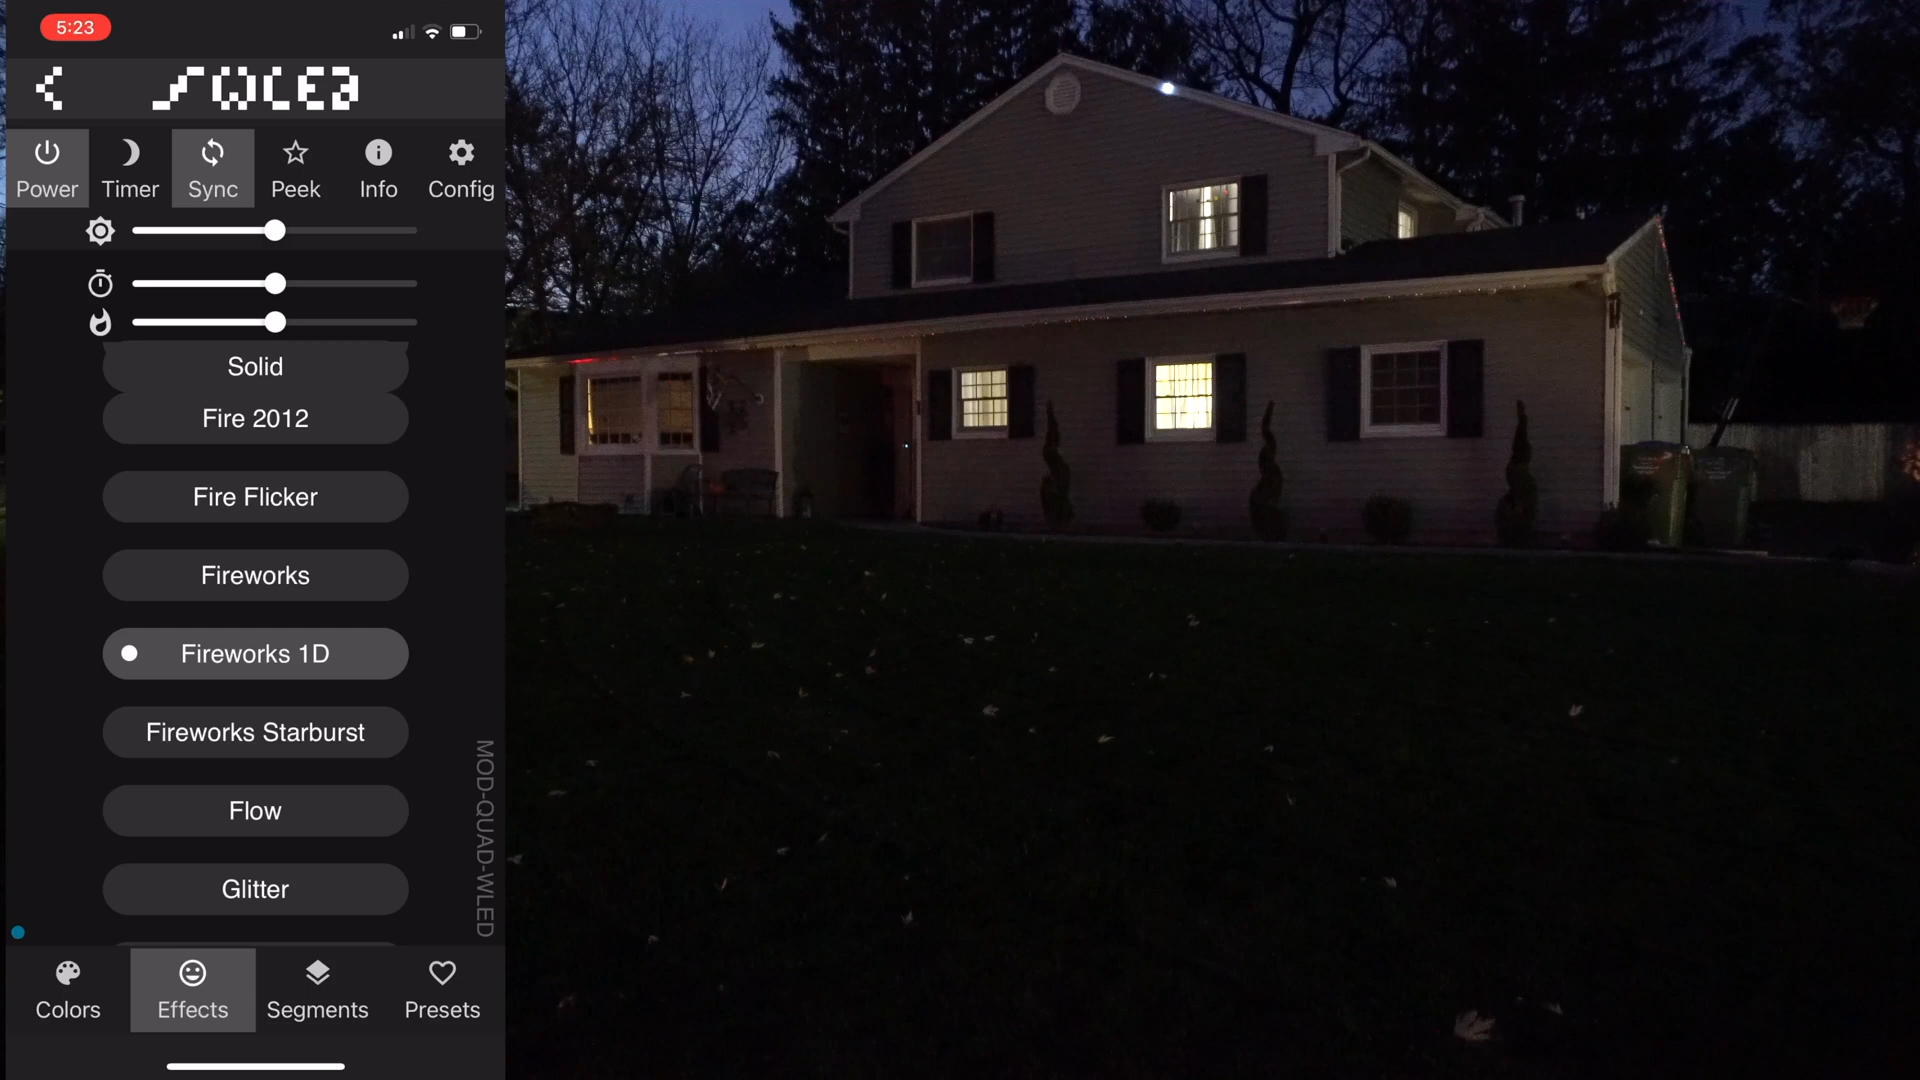 5:23
WLED
Power
Timer
Sync
Peek
Info
Config
Solid
Fire 2012
Fire Flicker
Fireworks
Fireworks 1D
Fireworks Starburst
Flow
Glitter
MOD-QUAD-WLED
Colors
Effects
Segments
Presets